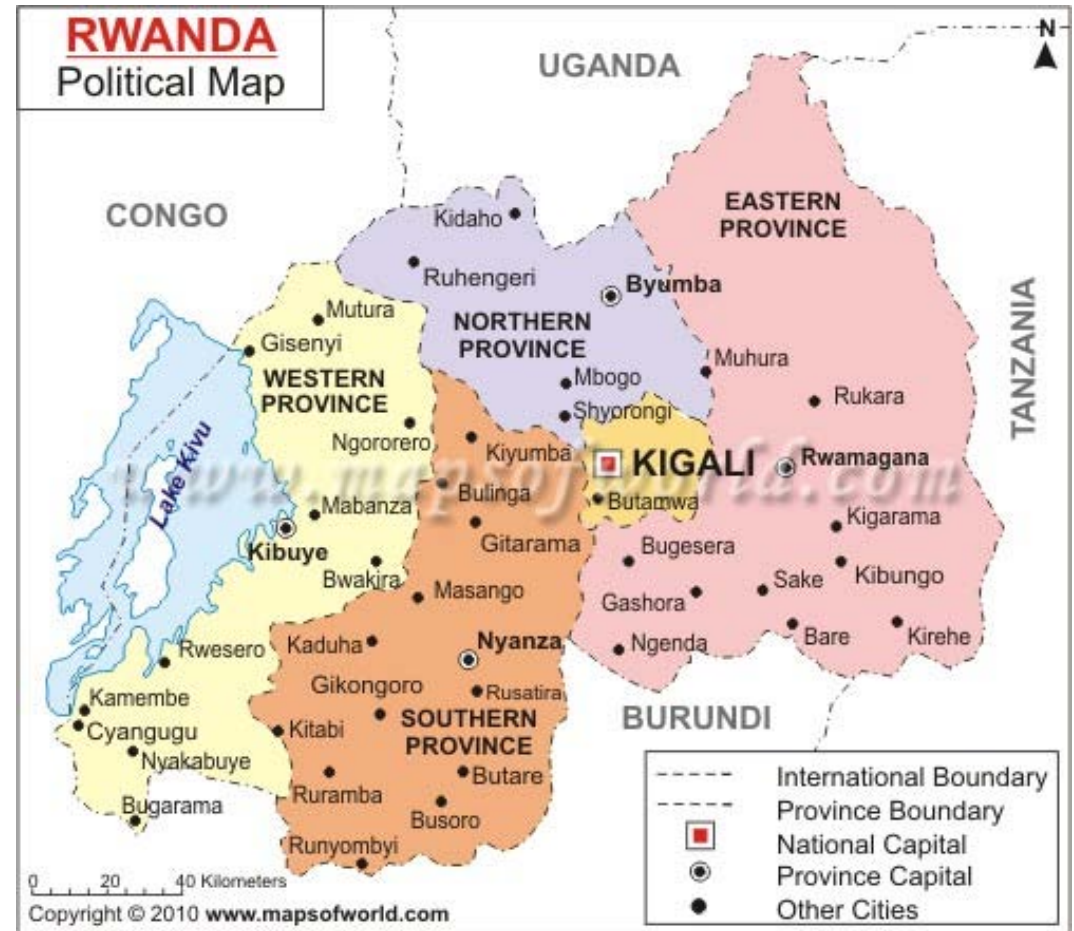 RWANDA
Political Map
N
UGANDA
CONGO
TANZANIA
BURUNDI
EASTERN
PROVINCE
Kidaho
Ruhengeri
Byumba
NORTHERN
PROVINCE
Mutura
Gisenyi
WESTERN
PROVINCE
Muhura
Mbogo
Rukara
Shyorongi
Ngororero
Kiyumba
KIGALI
Rwamagana
Lake Kivu
www.mapsofworld.com
Bulinga
Butamwa
Mabanza
Kigarama
Kibuye
Gitarama
Bugesera
Bwakira
Sake
Kibungo
Masango
Gashora
Kaduha
Nyanza
Ngenda
Bare
Kirehe
Rwesero
Gikongoro
Rusatira
Kamembe
SOUTHERN
PROVINCE
Cyangugu
Kitabi
Nyakabuye
Ruramba
Butare
Bugarama
Busoro
Runyombyi
International Boundary
Province Boundary
National Capital
Province Capital
Other Cities
0 20 40 Kilometers
Copyright © 2010 www.mapsofworld.com